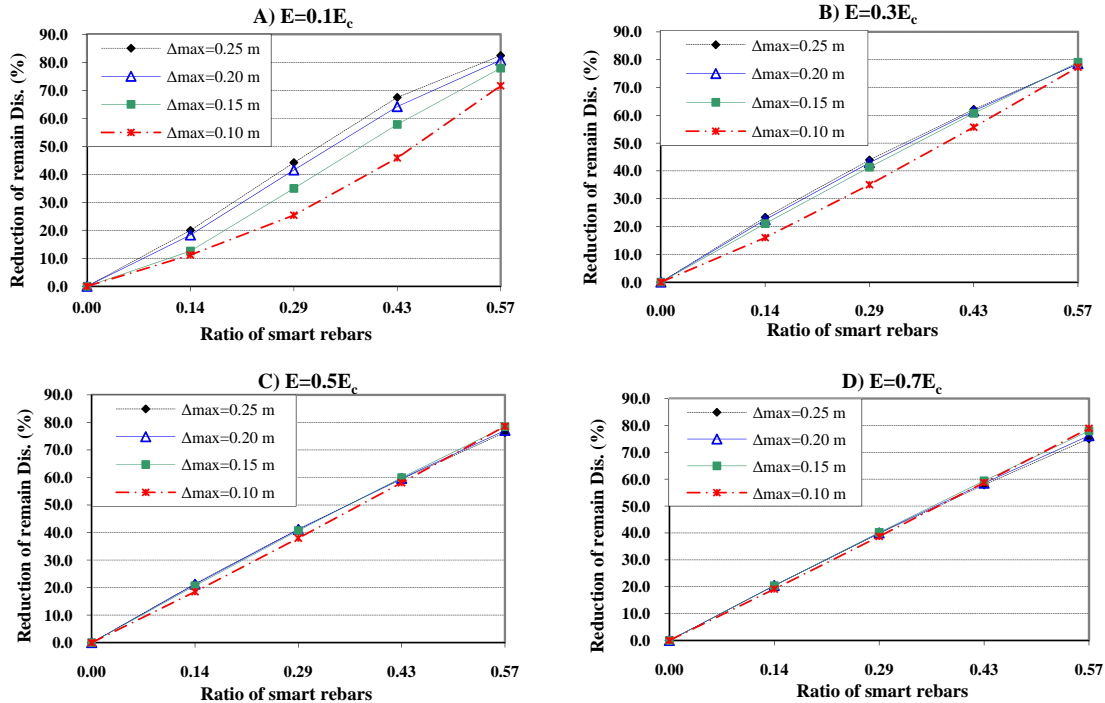 A) E=0.1Ec
Reduction of remain Dis. (%)
90.0
80.0
70.0
60.0
50.0
40.0
30.0
20.0
10.0
0.0
Δmax=0.25 m
Δmax=0.20 m
Δmax=0.15 m
Δmax=0.10 m
0.00 0.14 0.29 0.43 0.57
Ratio of smart rebars
B) E=0.3Ec
Reduction of remain Dis. (%)
90.0
80.0
70.0
60.0
50.0
40.0
30.0
20.0
10.0
0.0
Δmax=0.25 m
Δmax=0.20 m
Δmax=0.15 m
Δmax=0.10 m
0.00 0.14 0.29 0.43 0.57
Ratio of smart rebars
C) E=0.5Ec
Reduction of remain Dis. (%)
90.0
80.0
70.0
60.0
50.0
40.0
30.0
20.0
10.0
0.0
Δmax=0.25 m
Δmax=0.20 m
Δmax=0.15 m
Δmax=0.10 m
0.00 0.14 0.29 0.43 0.57
Ratio of smart rebars
D) E=0.7Ec
Reduction of remain Dis. (%)
90.0
80.0
70.0
60.0
50.0
40.0
30.0
20.0
10.0
0.0
Δmax=0.25 m
Δmax=0.20 m
Δmax=0.15 m
Δmax=0.10 m
0.00 0.14 0.29 0.43 0.57
Ratio of smart rebars